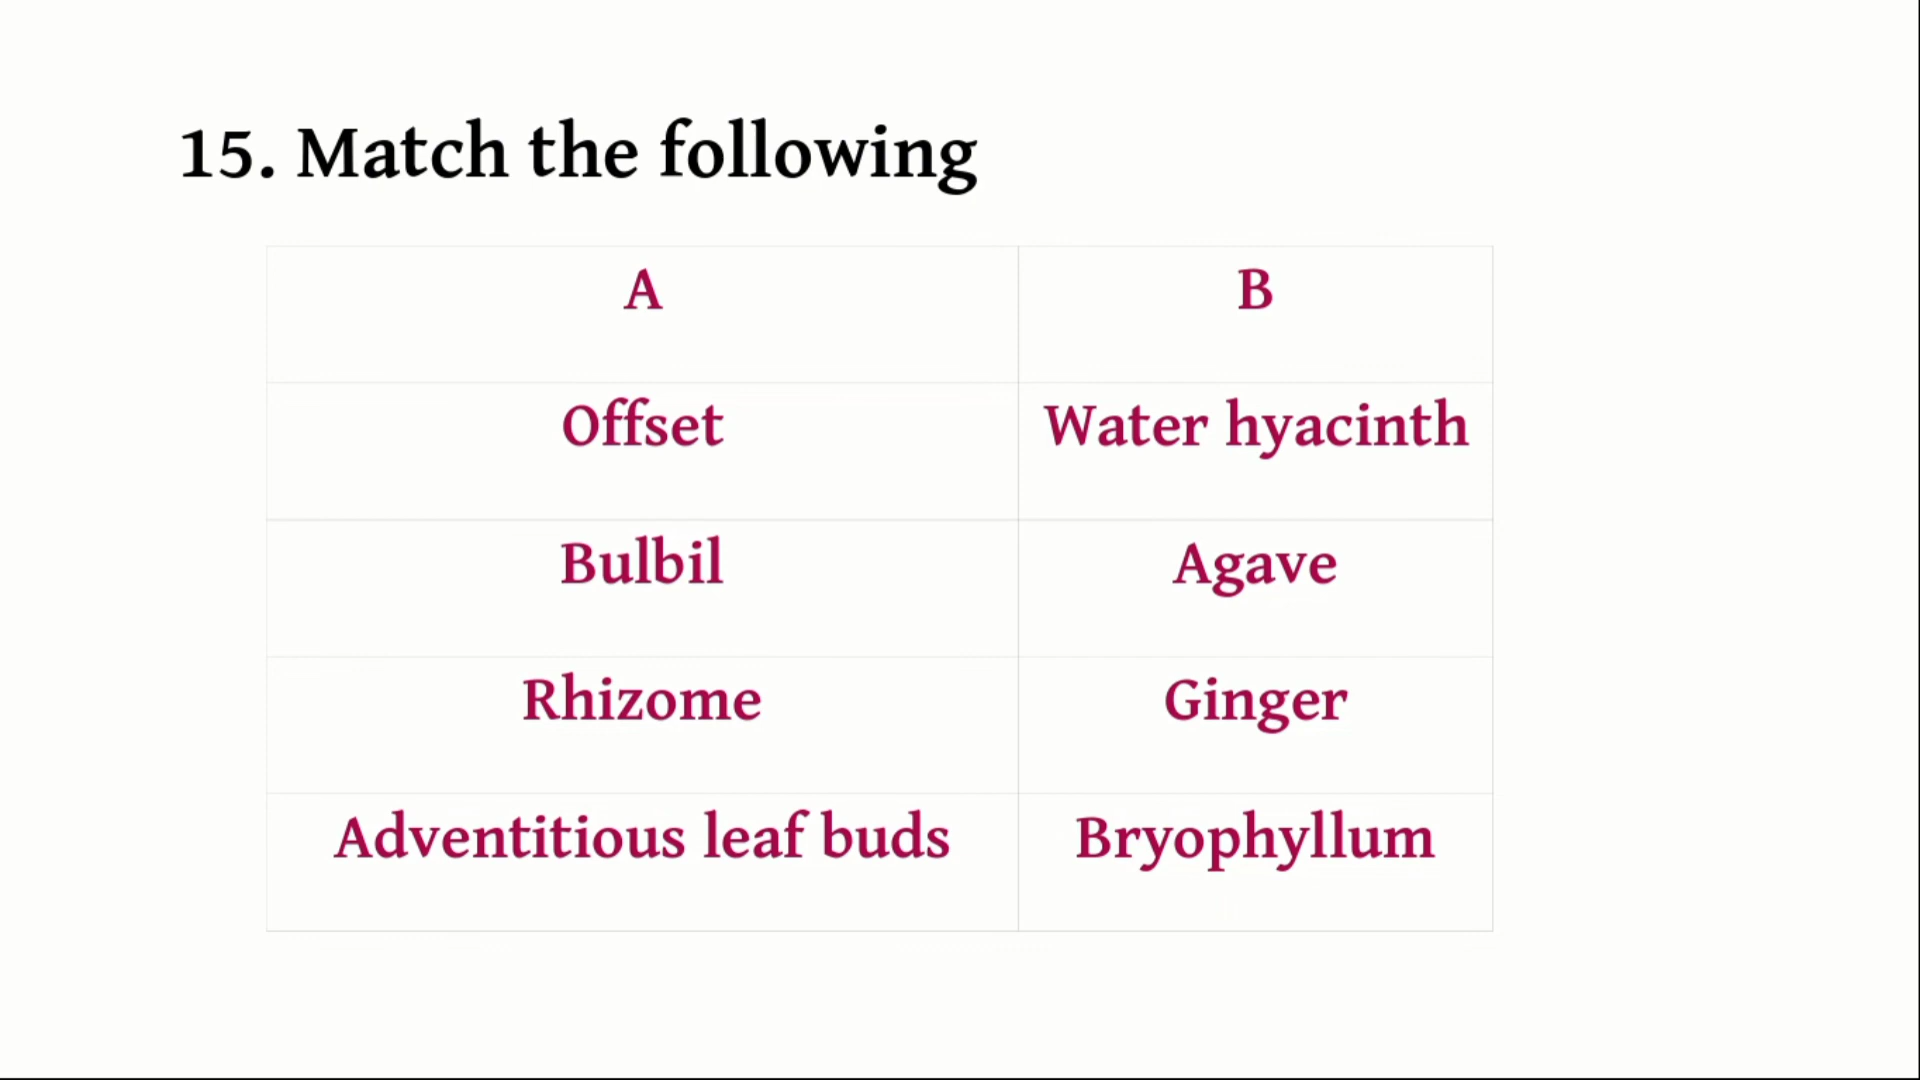 15. Match the following
A B
Offset Water hyacinth
Bulbil Agave
Rhizome Ginger
Adventitious leaf buds Bryophyllum